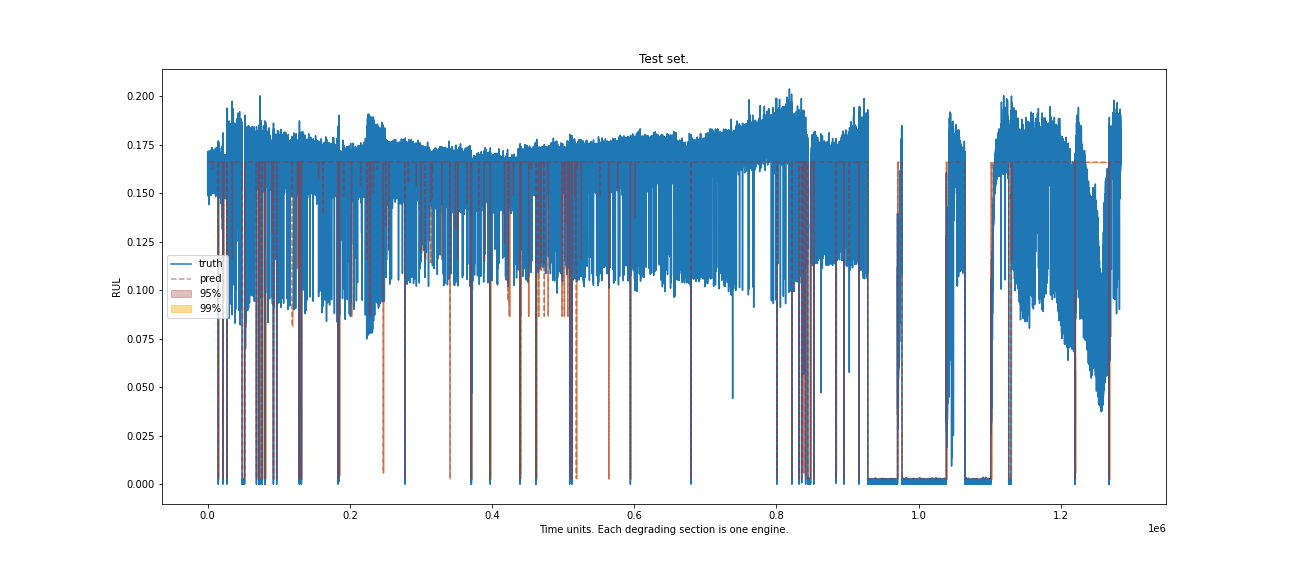 Test set.
RUL
0.200
0.175
0.150
0.125
0.100
0.075
0.050
0.025
0.000
truth
pred
95%
99%
0.0 0.2 0.4 0.6 0.8 1.0 1.2
1e6
Time units. Each degrading section is one engine.